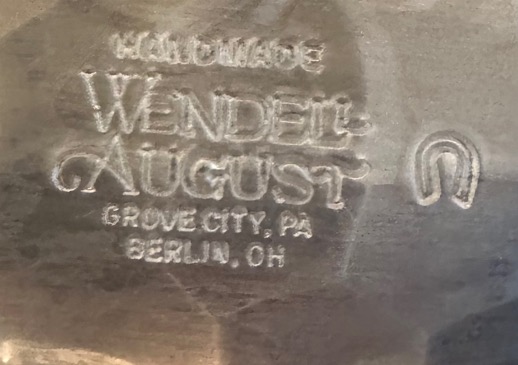 HANDMADE
WENDELL
AUGUST
GROVE CITY, PA
BERLIN, OH